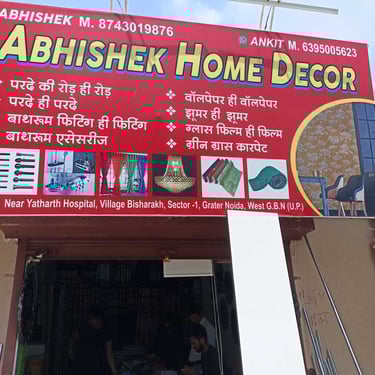 ABHISHEK M. 8743019876
ANKIT M. 6395005623
ABHISHEK HOME DECOR
परदे की रोड़ ही रोड़
परदे ही परदे
बाथरूम फिटिंग ही फिटिंग
बाथरूम एसेसरीज
वॉलपेपर ही वॉलपेपर
झूमर ही झूमर
ग्लास फिल्म ही फिल्म
ग्रीन ग्रास कारपेट
Near Yatharth Hospital, Village Bisharakh, Sector -1, Grater Noida, West G.B.N (U.P.)